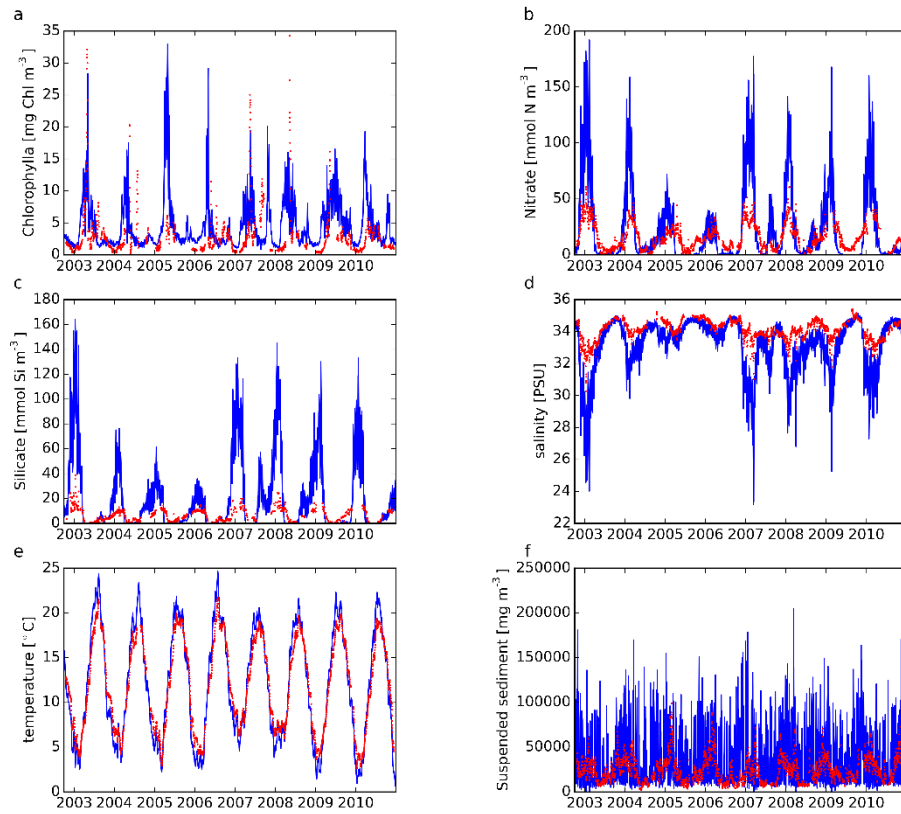 a
Chlorophylla [mg Chl m⁻³]
35
30
25
20
15
10
5
0
2003 2004 2005 2006 2007 2008 2009 2010
b
Nitrate [mmol N m⁻³]
200
150
100
50
0
2003 2004 2005 2006 2007 2008 2009 2010
c
Silicate [mmol Si m⁻³]
180
160
140
120
100
80
60
40
20
0
2003 2004 2005 2006 2007 2008 2009 2010
d
salinity [PSU]
36
34
32
30
28
26
24
22
2003 2004 2005 2006 2007 2008 2009 2010
e
temperature [°C]
25
20
15
10
5
0
2003 2004 2005 2006 2007 2008 2009 2010
f
Suspended sediment [mg m⁻³]
250000
200000
150000
100000
50000
0
2003 2004 2005 2006 2007 2008 2009 2010